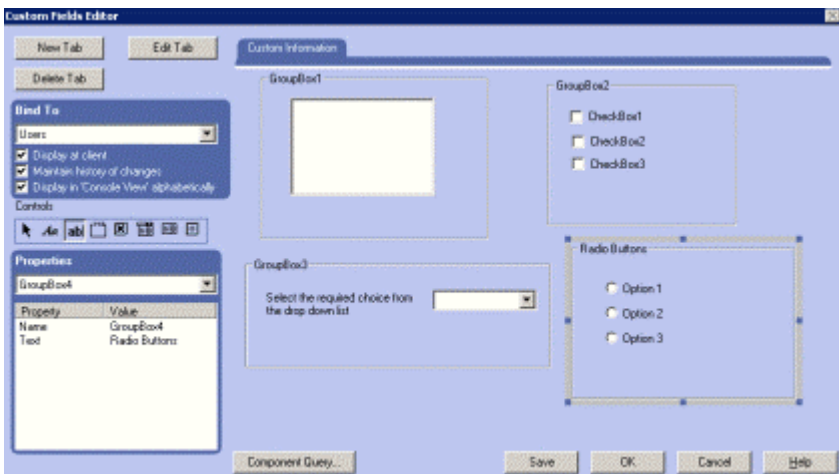 Custom Fields Editor
New Tab
Edit Tab
Delete Tab
Bind To
Users
Display at client
Maintain history of changes
Display in 'Console View' alphabetically
Controls
Ae ab|
Properties
GroupBox4
Property Value
Name GroupBox4
Text Radio Buttons
Custom Information
GroupBox1
GroupBox2
CheckBox1
CheckBox2
CheckBox3
GroupBox3
Select the required choice from
the drop down list
Radio Buttons
Option 1
Option 2
Option 3
Component Query...
Save
OK
Cancel
Help